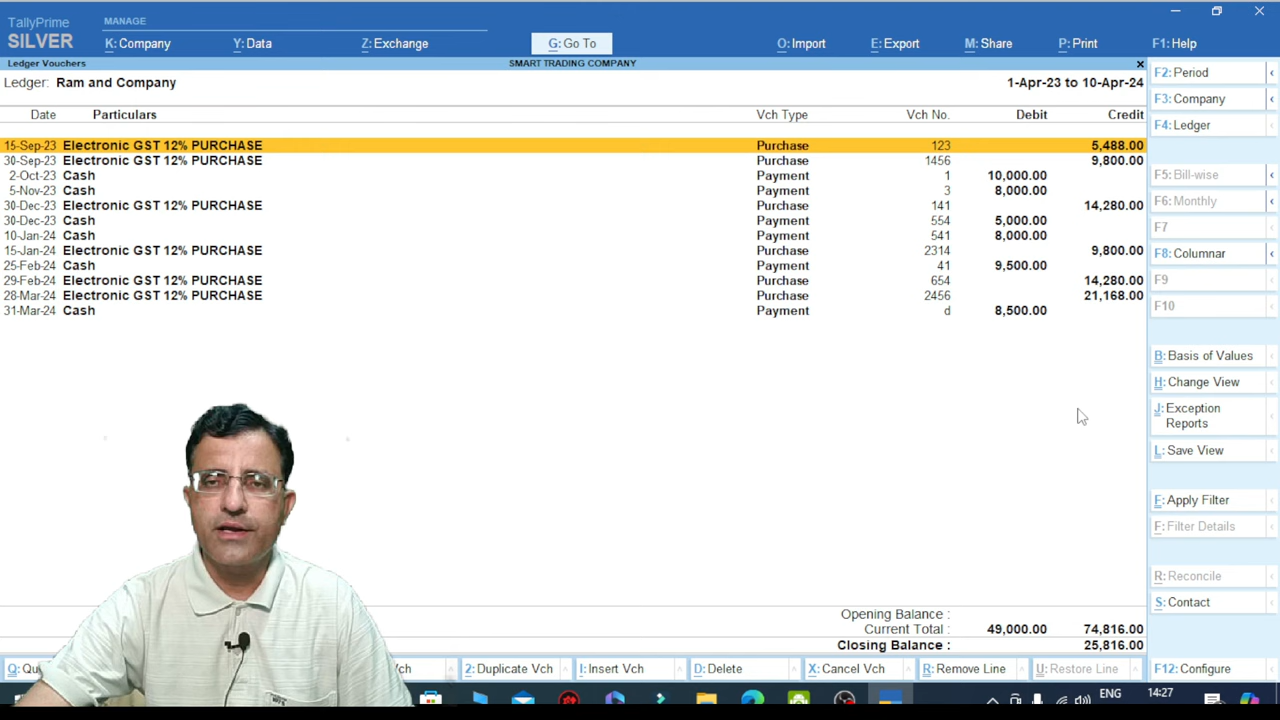 TallyPrime
SILVER
MANAGE
K: Company
Y: Data
Z: Exchange
G: Go To
O: Import
E: Export
M: Share
P: Print
F1: Help
Ledger Vouchers
SMART TRADING COMPANY
Ledger: Ram and Company
1-Apr-23 to 10-Apr-24
Date Particulars Vch Type Vch No. Debit Credit
15-Sep-23 Electronic GST 12% PURCHASE Purchase 123 5,488.00
30-Sep-23 Electronic GST 12% PURCHASE Purchase 1456 9,800.00
2-Oct-23 Cash Payment 1 10,000.00
5-Nov-23 Cash Payment 3 8,000.00
30-Dec-23 Electronic GST 12% PURCHASE Purchase 141 14,280.00
30-Dec-23 Cash Payment 554 5,000.00
10-Jan-24 Cash Payment 541 8,000.00
15-Jan-24 Electronic GST 12% PURCHASE Purchase 2314 9,800.00
25-Feb-24 Cash Payment 41 9,500.00
29-Feb-24 Electronic GST 12% PURCHASE Purchase 654 14,280.00
28-Mar-24 Electronic GST 12% PURCHASE Purchase 2456 21,168.00
31-Mar-24 Cash Payment d 8,500.00
Opening Balance :
Current Total : 49,000.00 74,816.00
Closing Balance : 25,816.00
F2: Period
F3: Company
F4: Ledger
F5: Bill-wise
F6: Monthly
F7
F8: Columnar
F9
F10
B: Basis of Values
H: Change View
J: Exception
Reports
L: Save View
F: Apply Filter
F: Filter Details
R: Reconcile
S: Contact
F12: Configure
2: Duplicate Vch
I: Insert Vch
D: Delete
X: Cancel Vch
R: Remove Line
U: Restore Line
ENG
14:27